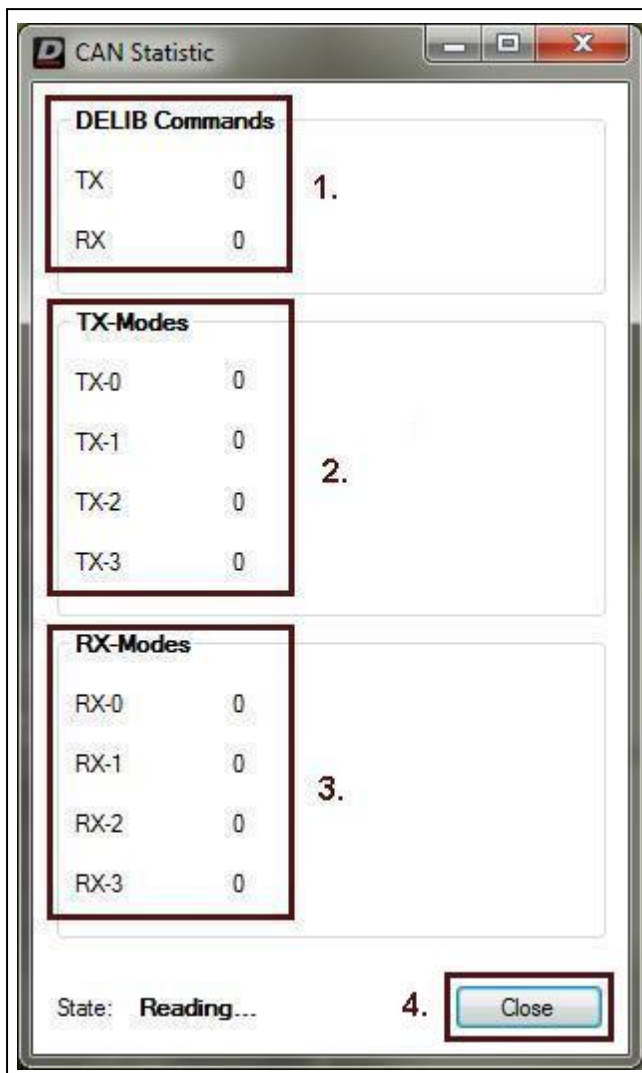 CAN Statistic
DELIB Commands
TX 0
RX 0
1.
TX-Modes
TX-0 0
TX-1 0
TX-2 0
TX-3 0
2.
RX-Modes
RX-0 0
RX-1 0
RX-2 0
RX-3 0
3.
State: Reading...
4. Close